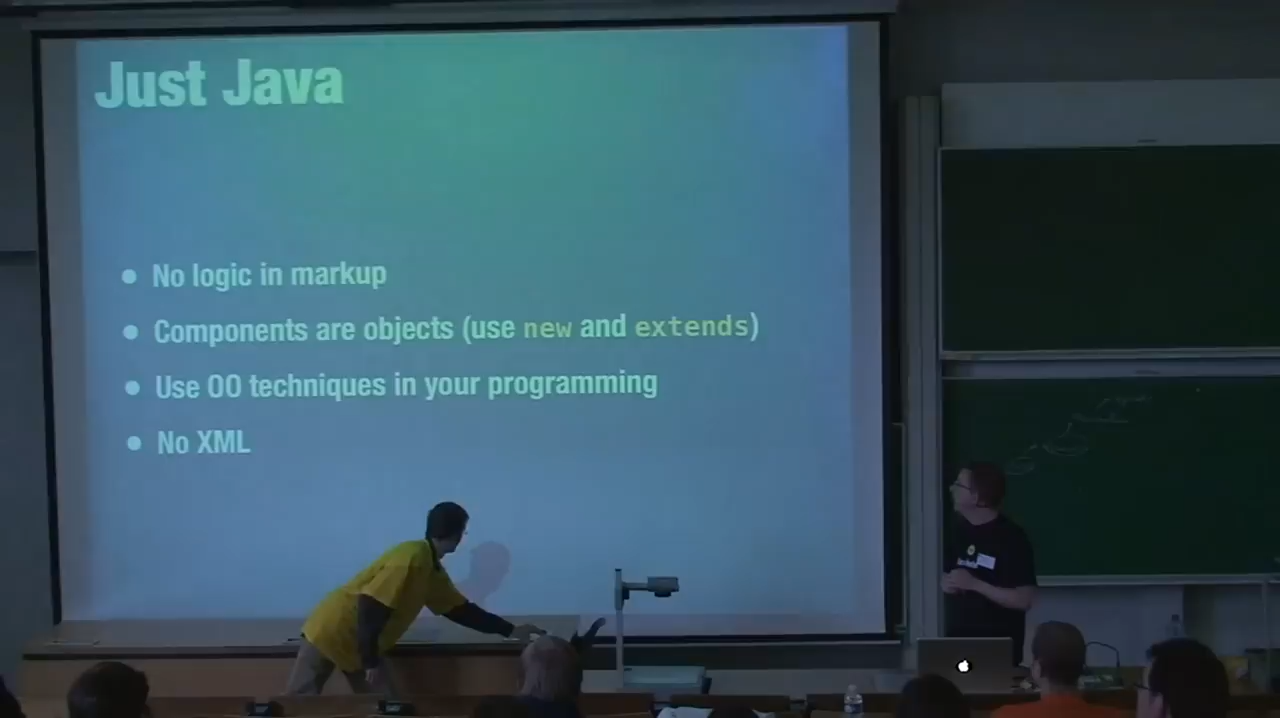 Just Java
No logic in markup
Components are objects (use new and extends)
Use OO techniques in your programming
No XML